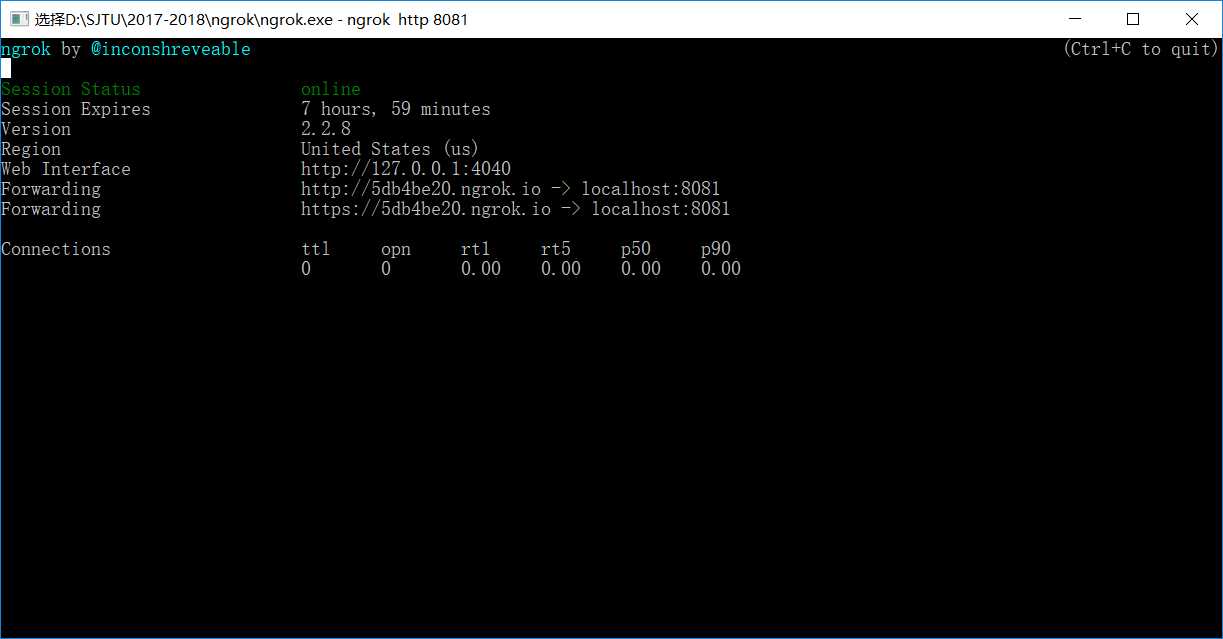 选择D:\SJTU\2017-2018\ngrok\ngrok.exe - ngrok  http 8081
ngrok by @inconshreveable (Ctrl+C to quit)
Session Status online
Session Expires 7 hours, 59 minutes
Version 2.2.8
Region United States (us)
Web Interface http://127.0.0.1:4040
Forwarding http://5db4be20.ngrok.io -> localhost:8081
Forwarding https://5db4be20.ngrok.io -> localhost:8081
Connections ttl opn rt1 rt5 p50 p90
0 0 0.00 0.00 0.00 0.00